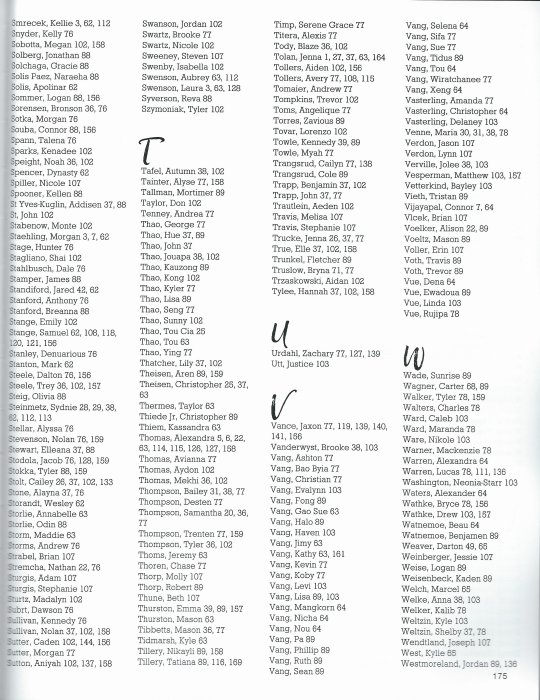 Smrecek, Kellie 3, 62, 112
Snyder, Kelly 76
Sobotta, Megan 102, 158
Solberg, Jonathan 88
Solchaga, Gracie 88
Solis Paez, Naraeha 88
Solis, Apolinar 62
Sommer, Logan 88, 156
Sorensen, Bronson 36, 76
Sotka, Morgan 76
Souba, Connor 88, 156
Spann, Talena 76
Sparks, Kenadee 102
Speight, Noah 36, 102
Spencer, Dynasty 62
Spiller, Nicole 107
Spooner, Kellen 88
St Yves-Kuglin, Addisen 37, 88
St, John 102
Stabenow, Monte 102
Staehling, Morgan 3, 7, 62
Stage, Hunter 76
Stagliano, Shai 102
Stahlbusch, Dale 76
Stamper, James 88
Standiford, Jared 42, 62
Stanford, Anthony 76
Stanford, Breanna 88
Stange, Emily 102
Stange, Samuel 62, 108, 118,
120, 121, 156
Stanley, Denuarious 76
Stanton, Mark 62
Steele, Dalton 76, 156
Steele, Trey 36, 102, 157
Steig, Olivia 88
Steinmetz, Sydnie 28, 29, 38,
62, 112, 113
Stellar, Alyssa 76
Stevenson, Nolan 76, 159
Stewart, Elleana 37, 88
Stodola, Jacob 76, 128, 159
Stokka, Tyler 88, 159
Stolt, Cailey 26, 37, 102, 133
Stone, Alayna 37, 76
Storandt, Wesley 62
Storlie, Annabelle 63
Storlie, Odin 88
Storm, Maddie 63
Storms, Andrew 76
Strabel, Brian 107
Stremcha, Nathan 22, 76
Sturgis, Adam 107
Sturgis, Stephanie 107
Sturtz, Madalyn 102
Subrt, Dawson 76
Sullivan, Kennedy 76
Sullivan, Nolan 37, 102, 158
Sutter, Caden 102, 144, 156
Sutter, Morgan 77
Sutton, Aniyah 102, 137, 158
Swanson, Jordan 102
Swartz, Brooke 77
Swartz, Nicole 102
Sweeney, Steven 107
Swenby, Isabella 102
Swenson, Aubrey 63, 112
Swenson, Laura 3, 63, 128
Syverson, Reva 88
Szymoniak, Tyler 102
T
Tafel, Autumn 38, 102
Tainter, Alyse 77, 158
Tallman, Mortimer 89
Taylor, Don 102
Tenney, Andrea 77
Thao, George 77
Thao, Hue 37, 89
Thao, John 37
Thao, Jouapa 38, 102
Thao, Kauzong 89
Thao, Kong 102
Thao, Kyler 77
Thao, Lisa 89
Thao, Seng 77
Thao, Sunny 102
Thao, Tou Cia 25
Thao, Tou 63
Thao, Ying 77
Thatcher, Lily 37, 102
Theisen, Aren 89, 159
Theisen, Christopher 25, 37,
63
Thermes, Taylor 63
Thiede Jr, Christopher 89
Thiem, Kassandra 63
Thomas, Alexandra 5, 6, 22,
63, 114, 115, 126, 127, 158
Thomas, Avianna 77
Thomas, Aydon 102
Thomas, Mekhi 36, 102
Thompson, Bailey 31, 38, 77
Thompson, Desten 77
Thompson, Samantha 20, 36,
77
Thompson, Trenten 77, 159
Thompson, Tyler 36, 102
Thoms, Jeremy 63
Thoren, Chase 77
Thorp, Molly 107
Thorp, Robert 89
Thune, Beth 107
Thurston, Emma 39, 89, 157
Thurston, Mason 63
Tibbetts, Mason 36, 77
Tidmarsh, Kyle 63
Tillery, Nikayli 89, 158
Tillery, Tatiana 89, 116, 169
Timp, Serene Grace 77
Titera, Alexis 77
Tody, Blaze 36, 102
Tolan, Jenna 1, 27, 37, 63, 164
Tollers, Aiden 102, 156
Tollers, Avery 77, 108, 115
Tomaier, Andrew 77
Tompkins, Trevor 102
Toms, Angelique 77
Torres, Zavious 89
Tovar, Lorenzo 102
Towle, Kennedy 39, 89
Towle, Myah 77
Trangsrud, Cailyn 77, 138
Trangsrud, Cole 89
Trapp, Benjamin 37, 102
Trapp, John 37, 77
Trautlein, Aeden 102
Travis, Melisa 107
Travis, Stephanie 107
Trucke, Jenna 26, 37, 77
True, Elle 37, 102, 158
Trunkel, Fletcher 89
Truslow, Bryna 71, 77
Trzaskowski, Aidan 102
Tylee, Hannah 37, 102, 158
U
Urdahl, Zachary 77, 127, 139
Utt, Justice 103
V
Vance, Jaxon 77, 119, 139, 140,
141, 156
Vanderwyst, Brooke 38, 103
Vang, Ashton 77
Vang, Bao Byia 77
Vang, Christian 77
Vang, Evalynn 103
Vang, Fong 89
Vang, Gao Sue 63
Vang, Halo 89
Vang, Haven 103
Vang, Jimy 63
Vang, Kathy 63, 161
Vang, Kevin 77
Vang, Koby 77
Vang, Levi 103
Vang, Lisa 89, 103
Vang, Mangkorn 64
Vang, Nicha 64
Vang, Nou 64
Vang, Pa 89
Vang, Phillip 89
Vang, Ruth 89
Vang, Sean 89
Vang, Selena 64
Vang, Sifa 77
Vang, Sue 77
Vang, Tidus 89
Vang, Tou 64
Vang, Wiratchanee 77
Vang, Xeng 64
Vasterling, Amanda 77
Vasterling, Christopher 64
Vasterling, Delaney 103
Venne, Maria 30, 31, 38, 78
Verdon, Jason 107
Verdon, Lynn 107
Verville, Jolee 38, 103
Vesperman, Matthew 103, 157
Vetterkind, Bayley 103
Vieth, Tristan 89
Vijayapal, Connor 7, 64
Vlcek, Brian 107
Voelker, Alison 22, 89
Voeltz, Mason 89
Voller, Erin 107
Voth, Travis 89
Voth, Trevor 89
Vue, Dena 64
Vue, Ewadoua 89
Vue, Linda 103
Vue, Rujipa 78
W
Wade, Sunrise 89
Wagner, Carter 68, 89
Walker, Tyler 78, 159
Walters, Charles 78
Ward, Caleb 103
Ward, Maranda 78
Ware, Nikole 103
Warner, Mackenzie 78
Warren, Alexandra 64
Warren, Lucas 78, 111, 136
Washington, Neonia-Starr 103
Waters, Alexander 64
Wathke, Bryce 78, 156
Wathke, Drew 103, 157
Watnemoe, Beau 64
Watnemoe, Benjamen 89
Weaver, Darton 49, 65
Weinberger, Jessie 107
Weise, Logan 89
Weisenbeck, Kaden 89
Welch, Marcel 65
Welke, Anna 38, 103
Welker, Kalib 78
Weltzin, Kyle 103
Weltzin, Shelby 37, 78
Wendtland, Joseph 107
West, Kylie 65
Westmoreland, Jordan 89, 136
175